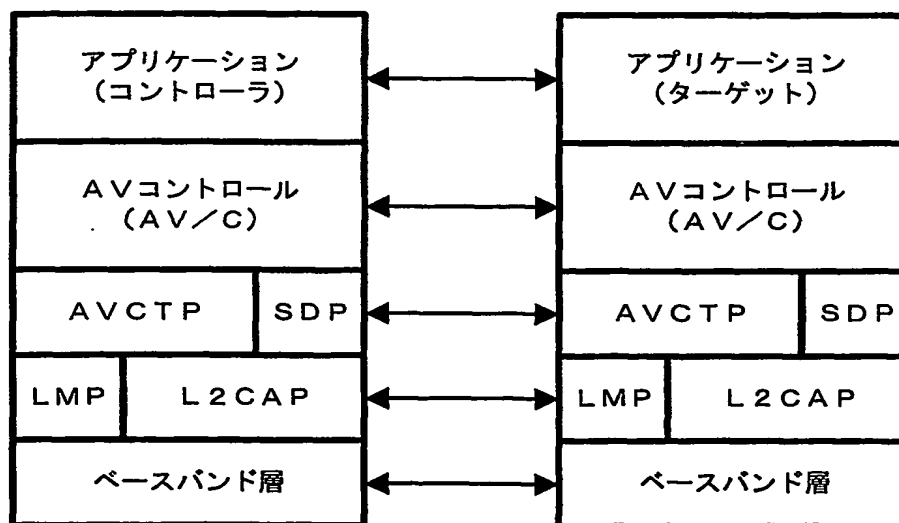 アプリケーション
(コントローラ)
アプリケーション
(ターゲット)
AVコントロール
(AV/C)
AVコントロール
(AV/C)
AVCTP SDP
AVCTP SDP
LMP L2CAP
LMP L2CAP
ベースバンド層
ベースバンド層